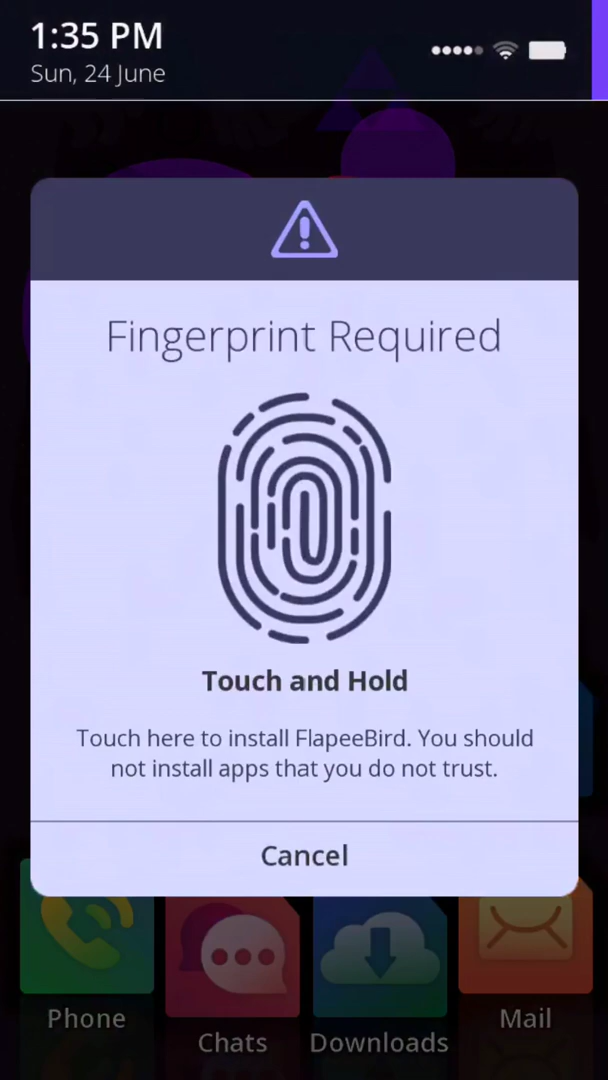 1:35 PM
Sun, 24 June
Fingerprint Required
Touch and Hold
Touch here to install FlapeeBird. You should
not install apps that you do not trust.
Cancel
Phone
Chats
Downloads
Mail